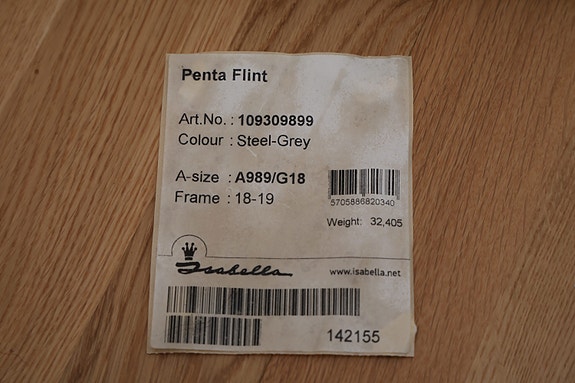 Penta Flint
Art.No. : 109309899
Colour : Steel-Grey
A-size : A989/G18
Frame : 18-19
5705886820340
Weight: 32,405
Isabella
www.isabella.net
142155